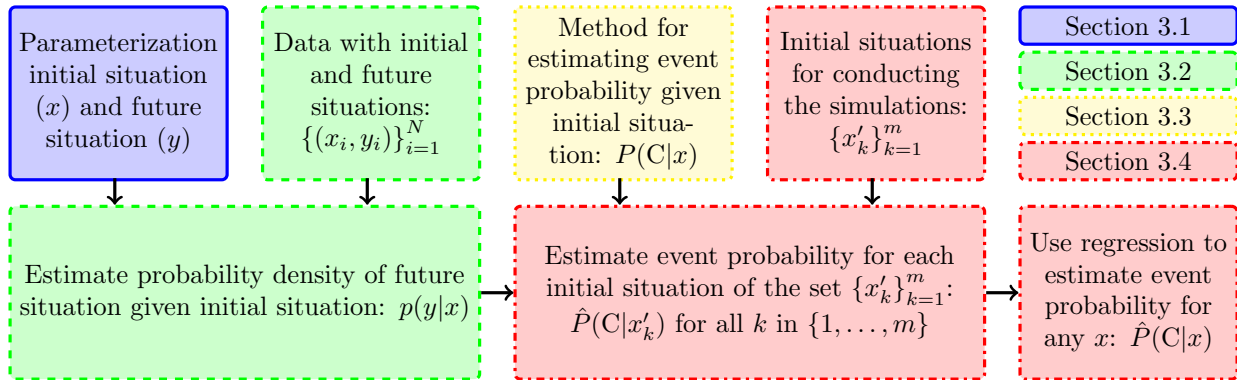 Parameterization
initial situation
(x) and future
situation (y)
Data with initial
and future
situations:
{(x_i, y_i)}_{i=1}^N
Method for
estimating event
probability given
initial situa-
tion: P(C|x)
Initial situations
for conducting
the simulations:
{x'_k}_{k=1}^m
Section 3.1
Section 3.2
Section 3.3
Section 3.4
Estimate probability density of future
situation given initial situation: p(y|x)
Estimate event probability for each
initial situation of the set {x'_k}_{k=1}^m:
P̂(C|x'_k) for all k in {1, . . . , m}
Use regression to
estimate event
probability for
any x: P̂(C|x)